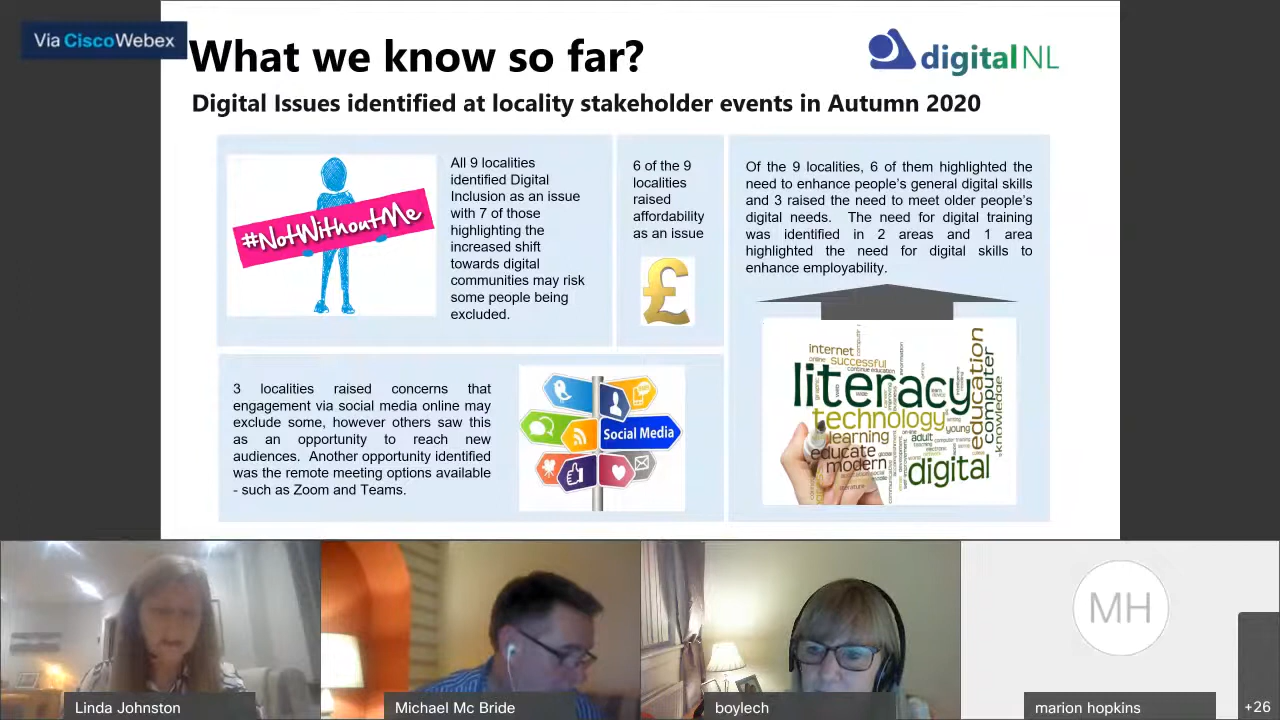 Via CiscoWebex
What we know so far?
digitalNL
Digital Issues identified at locality stakeholder events in Autumn 2020
#NotWithoutMe
All 9 localities
identified Digital
Inclusion as an issue
with 7 of those
highlighting the
increased shift
towards digital
communities may risk
some people being
excluded.
6 of the 9
localities
raised
affordability
as an issue
£
Of the 9 localities, 6 of them highlighted the
need to enhance people's general digital skills
and 3 raised the need to meet older people's
digital needs. The need for digital training
was identified in 2 areas and 1 area
highlighted the need for digital skills to
enhance employability.
3 localities raised concerns that
engagement via social media online may
exclude some, however others saw this
as an opportunity to reach new
audiences. Another opportunity identified
was the remote meeting options available
- such as Zoom and Teams.
Social Media
internet
successful
continue education
literacy
technology
learning
educate
modern
digital
adult
young
computer training
education
computer
knowledge
MH
Linda Johnston
Michael Mc Bride
boylech
marion hopkins
+26